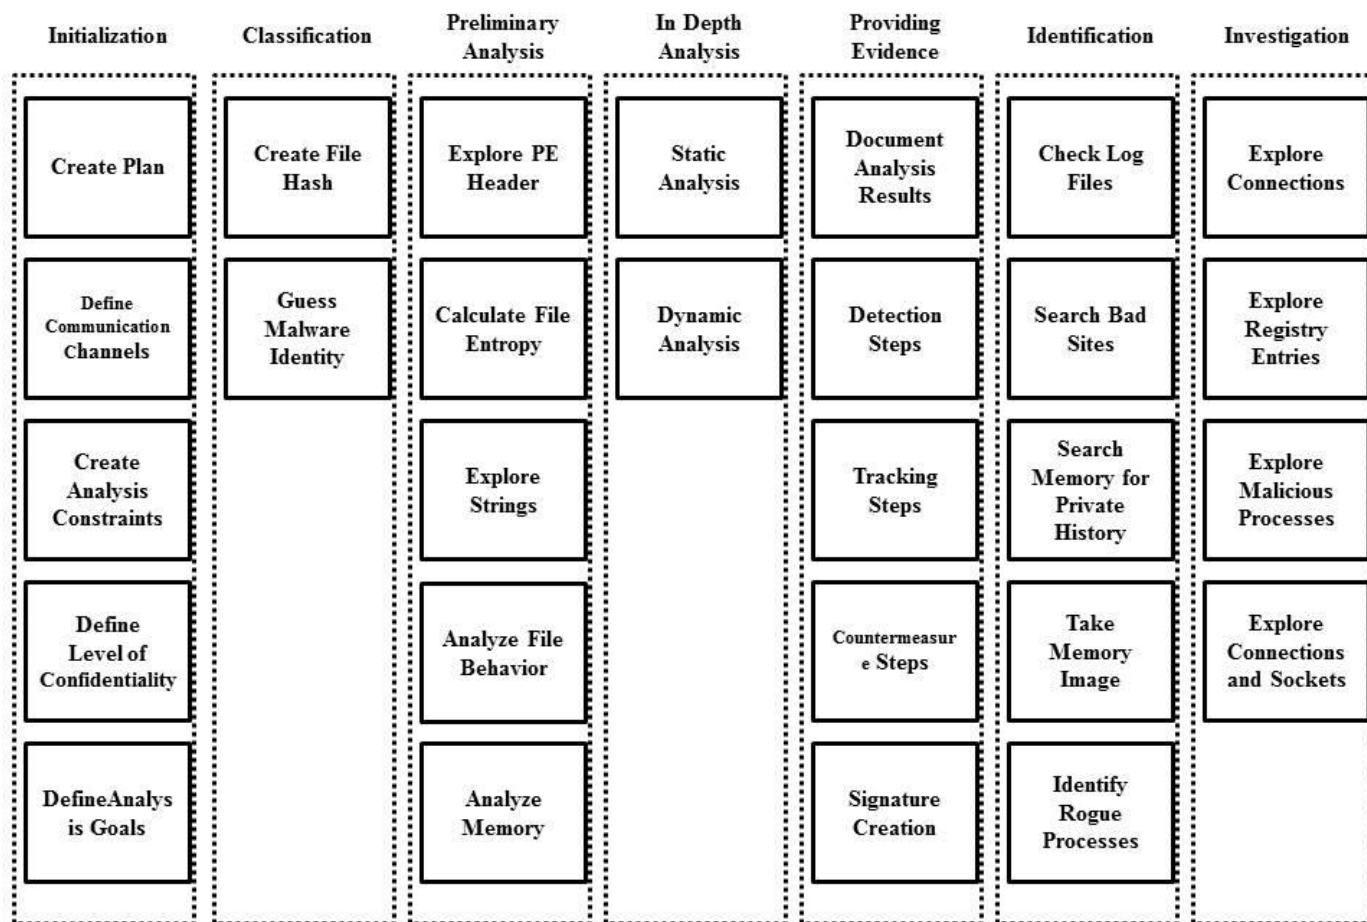 Initialization
Classification
Preliminary
Analysis
In Depth
Analysis
Providing
Evidence
Identification
Investigation
Create Plan
Define
Communication
Channels
Create
Analysis
Constraints
Define
Level of
Confidentiality
DefineAnalys
is Goals
Create File
Hash
Guess
Malware
Identity
Explore PE
Header
Calculate File
Entropy
Explore
Strings
Analyze File
Behavior
Analyze
Memory
Static
Analysis
Dynamic
Analysis
Document
Analysis
Results
Detection
Steps
Tracking
Steps
Countermeasur
e Steps
Signature
Creation
Check Log
Files
Search Bad
Sites
Search
Memory for
Private
History
Take
Memory
Image
Identify
Rogue
Processes
Explore
Connections
Explore
Registry
Entries
Explore
Malicious
Processes
Explore
Connections
and Sockets